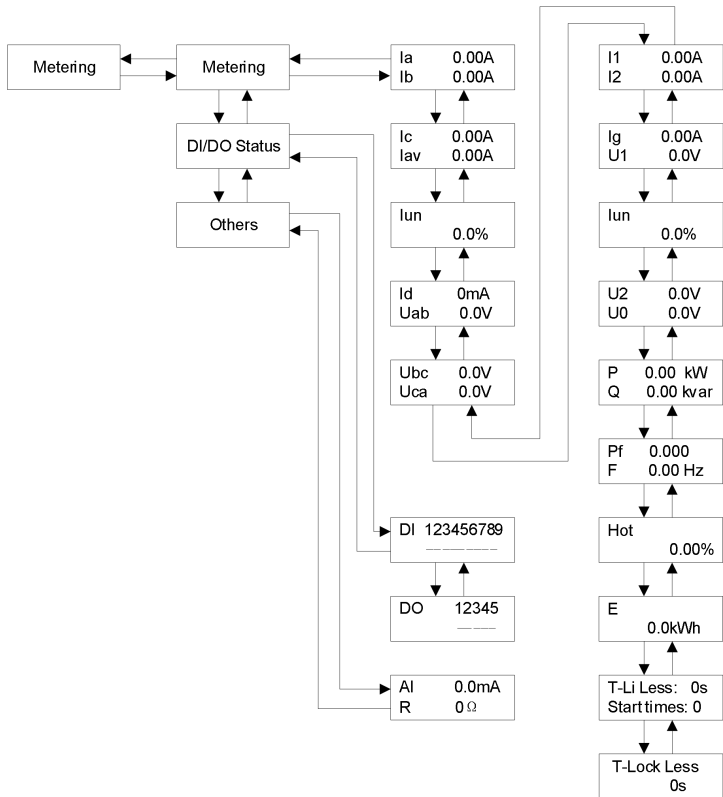 Metering
Metering
DI/DO Status
Others
Ia 0.00A
Ib 0.00A
Ic 0.00A
Iav 0.00A
Iun
0.0%
Id 0mA
Uab 0.0V
Ubc 0.0V
Uca 0.0V
DI 123456789
DO 12345
AI 0.0mA
R 0Ω
I1 0.00A
I2 0.00A
Ig 0.00A
U1 0.0V
Iun
0.0%
U2 0.0V
U0 0.0V
P 0.00 kW
Q 0.00 kvar
Pf 0.000
F 0.00 Hz
Hot
0.00%
E
0.0kWh
T-Li Less: 0s
Start times: 0
T-Lock Less
0s